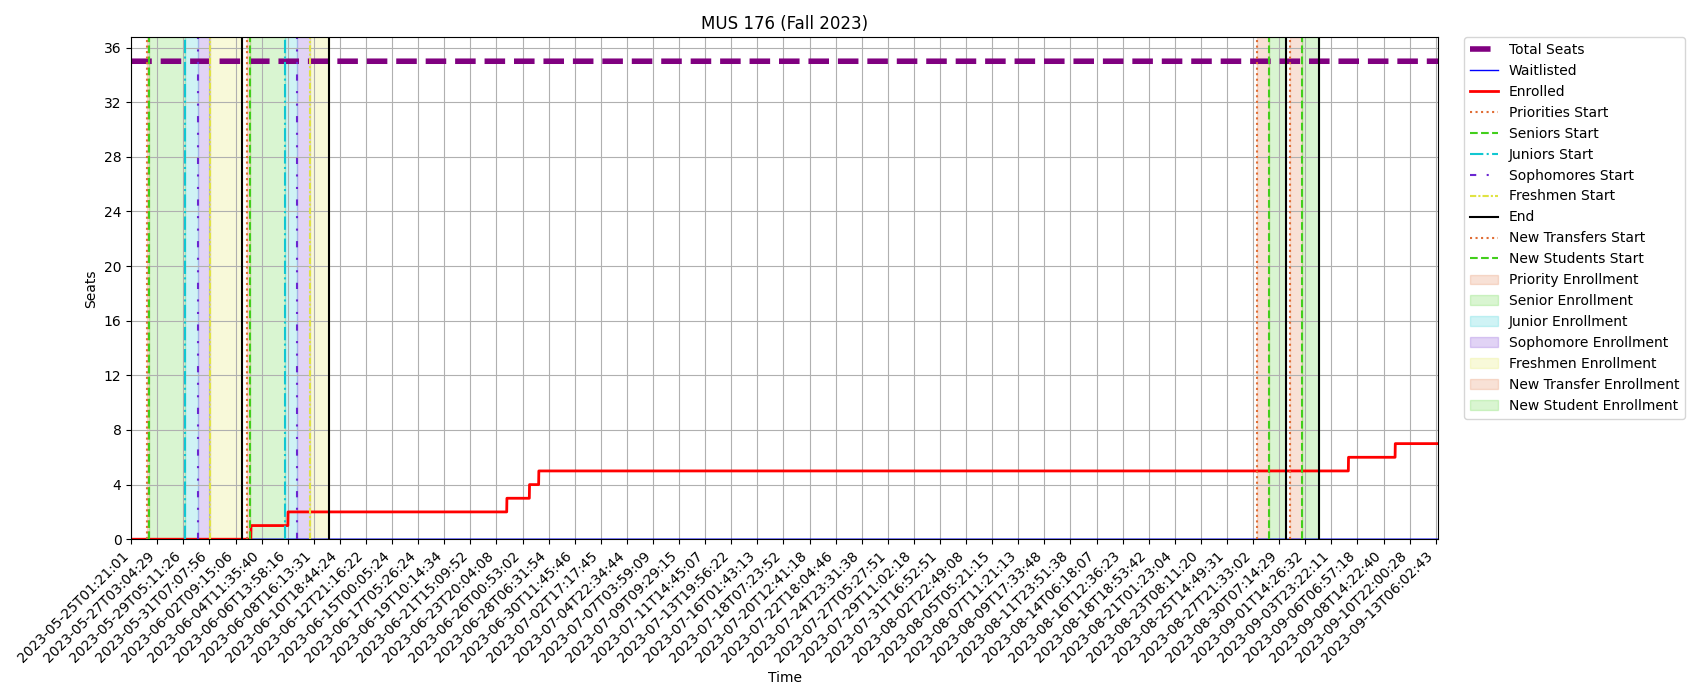 MUS 176 (Fall 2023)
Seats
36
32
28
24
20
16
12
8
4
0
2023-05-25T01:21:01
2023-05-27T03:04:29
2023-05-29T05:11:26
2023-05-31T07:07:56
2023-06-02T09:15:06
2023-06-04T11:35:40
2023-06-06T13:58:16
2023-06-08T16:13:31
2023-06-10T18:44:24
2023-06-12T21:16:22
2023-06-15T00:05:24
2023-06-17T05:26:24
2023-06-19T10:14:34
2023-06-21T15:09:52
2023-06-23T20:04:08
2023-06-26T00:53:02
2023-06-28T06:31:54
2023-06-30T11:45:46
2023-07-02T17:17:45
2023-07-04T22:34:44
2023-07-07T03:59:09
2023-07-09T09:29:15
2023-07-11T14:45:07
2023-07-13T19:56:22
2023-07-16T01:43:13
2023-07-18T07:23:52
2023-07-20T12:41:18
2023-07-22T18:04:46
2023-07-24T23:31:38
2023-07-27T05:27:51
2023-07-29T11:02:18
2023-07-31T16:52:51
2023-08-02T22:49:08
2023-08-05T05:21:15
2023-08-07T11:21:13
2023-08-09T17:33:48
2023-08-11T23:51:38
2023-08-14T06:18:07
2023-08-16T12:36:23
2023-08-18T18:53:42
2023-08-21T01:23:04
2023-08-23T08:11:20
2023-08-25T14:49:31
2023-08-27T21:33:02
2023-08-30T07:14:29
2023-09-01T14:26:32
2023-09-03T23:22:11
2023-09-06T06:57:18
2023-09-08T14:22:40
2023-09-10T22:00:28
2023-09-13T06:02:43
Time
Total Seats
Waitlisted
Enrolled
Priorities Start
Seniors Start
Juniors Start
Sophomores Start
Freshmen Start
End
New Transfers Start
New Students Start
Priority Enrollment
Senior Enrollment
Junior Enrollment
Sophomore Enrollment
Freshmen Enrollment
New Transfer Enrollment
New Student Enrollment